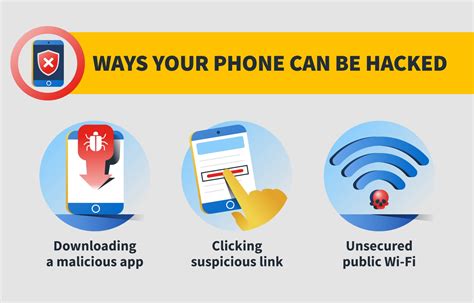 WAYS YOUR PHONE CAN BE HACKED
Downloading
a malicious app
Clicking
suspicious link
Unsecured
public Wi-Fi